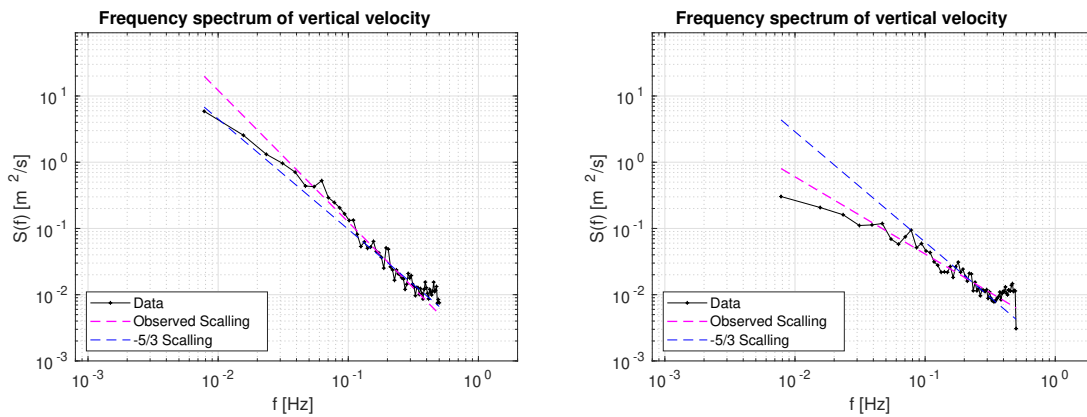 Frequency spectrum of vertical velocity
S(f) [m^2/s]
10^1
10^0
10^-1
10^-2
10^-3
Data
Observed Scalling
-5/3 Scalling
10^-3
10^-2
10^-1
10^0
f [Hz]
Frequency spectrum of vertical velocity
S(f) [m^2/s]
10^1
10^0
10^-1
10^-2
10^-3
Data
Observed Scalling
-5/3 Scalling
10^-3
10^-2
10^-1
10^0
f [Hz]